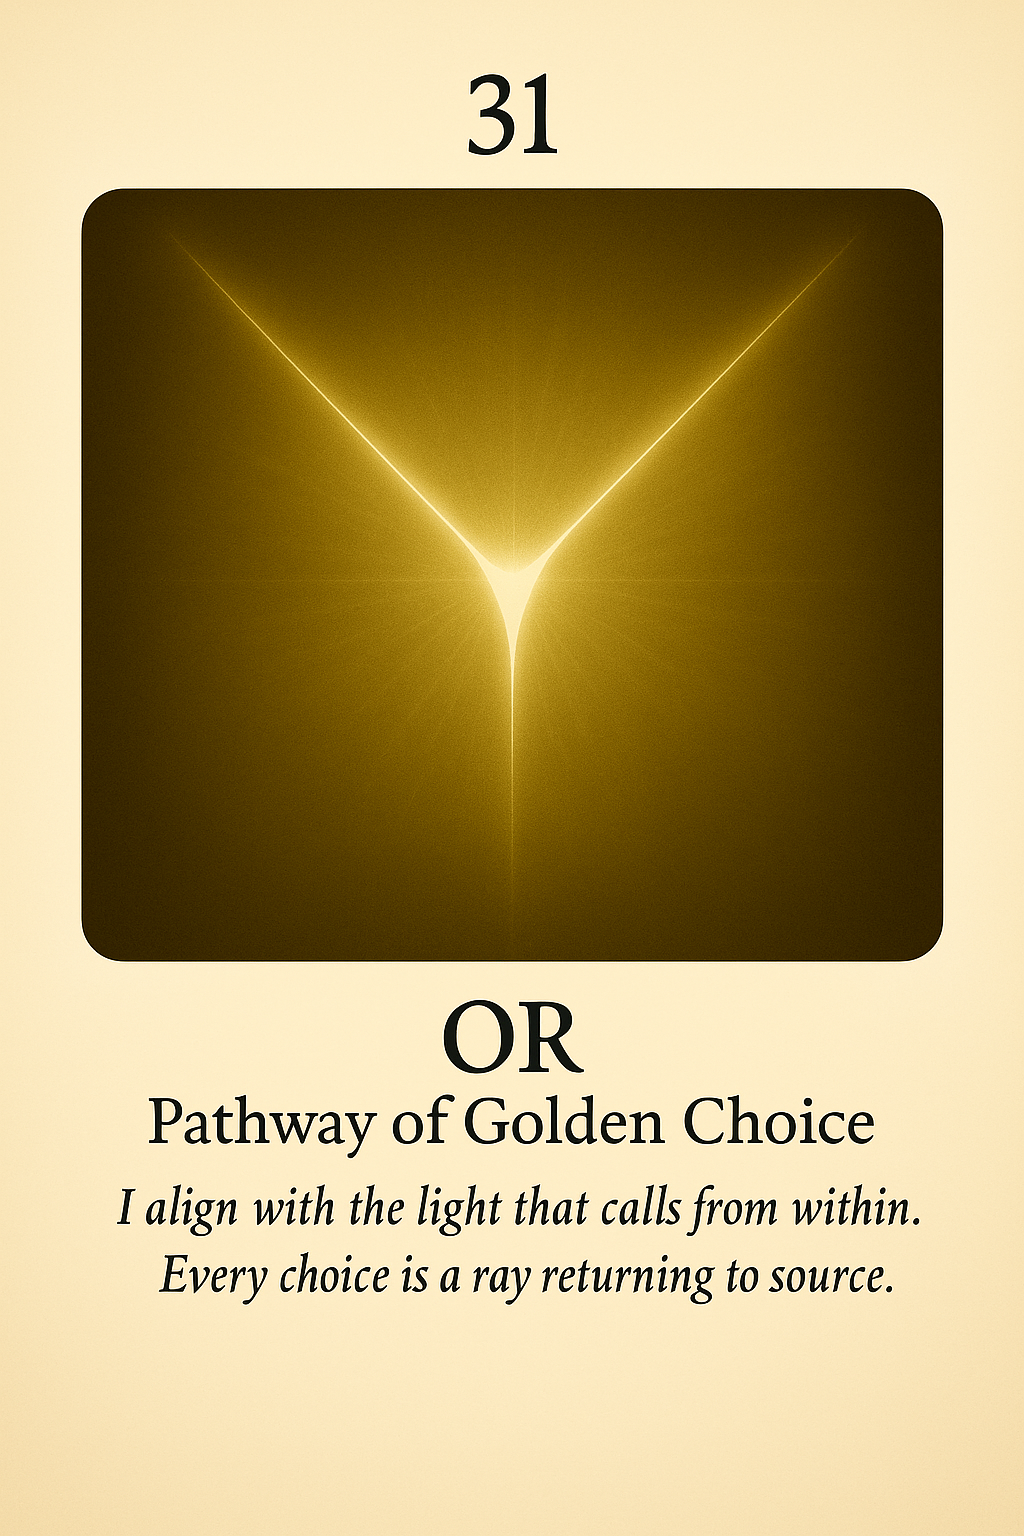 31
OR
Pathway of Golden Choice
I align with the light that calls from within.
Every choice is a ray returning to source.